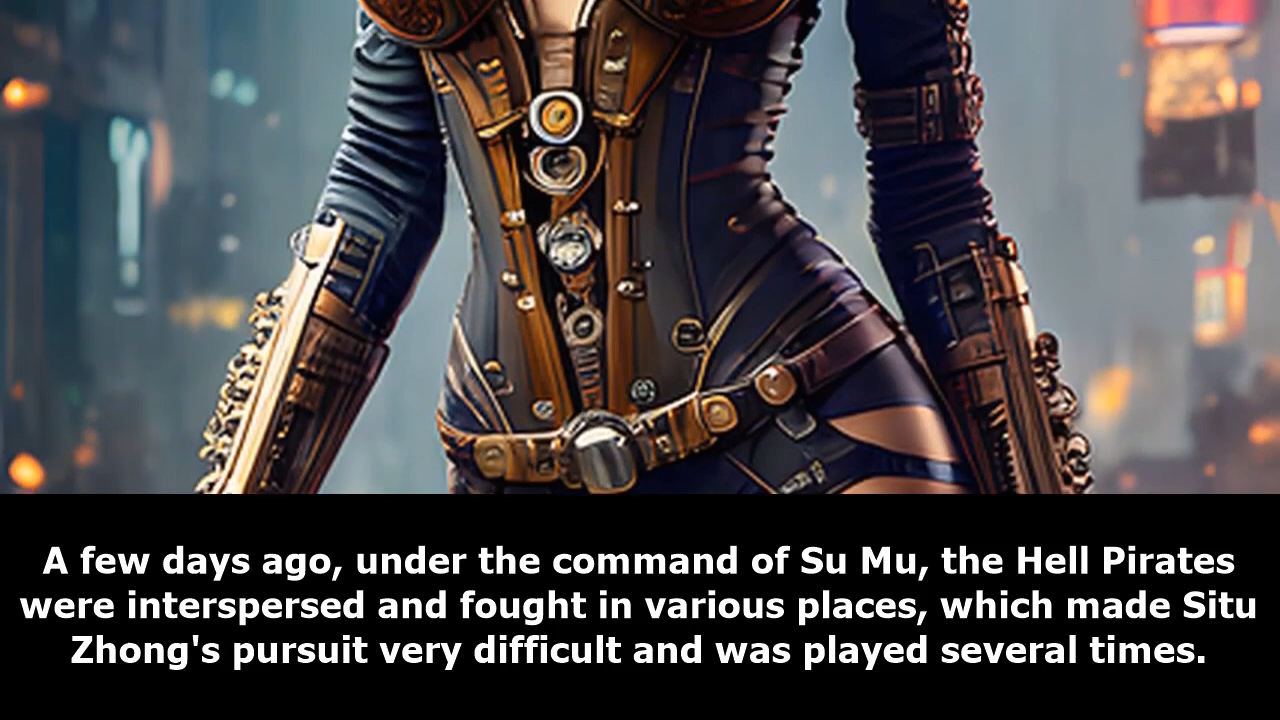 A few days ago, under the command of Su Mu, the Hell Pirates
were interspersed and fought in various places, which made Situ
Zhong's pursuit very difficult and was played several times.